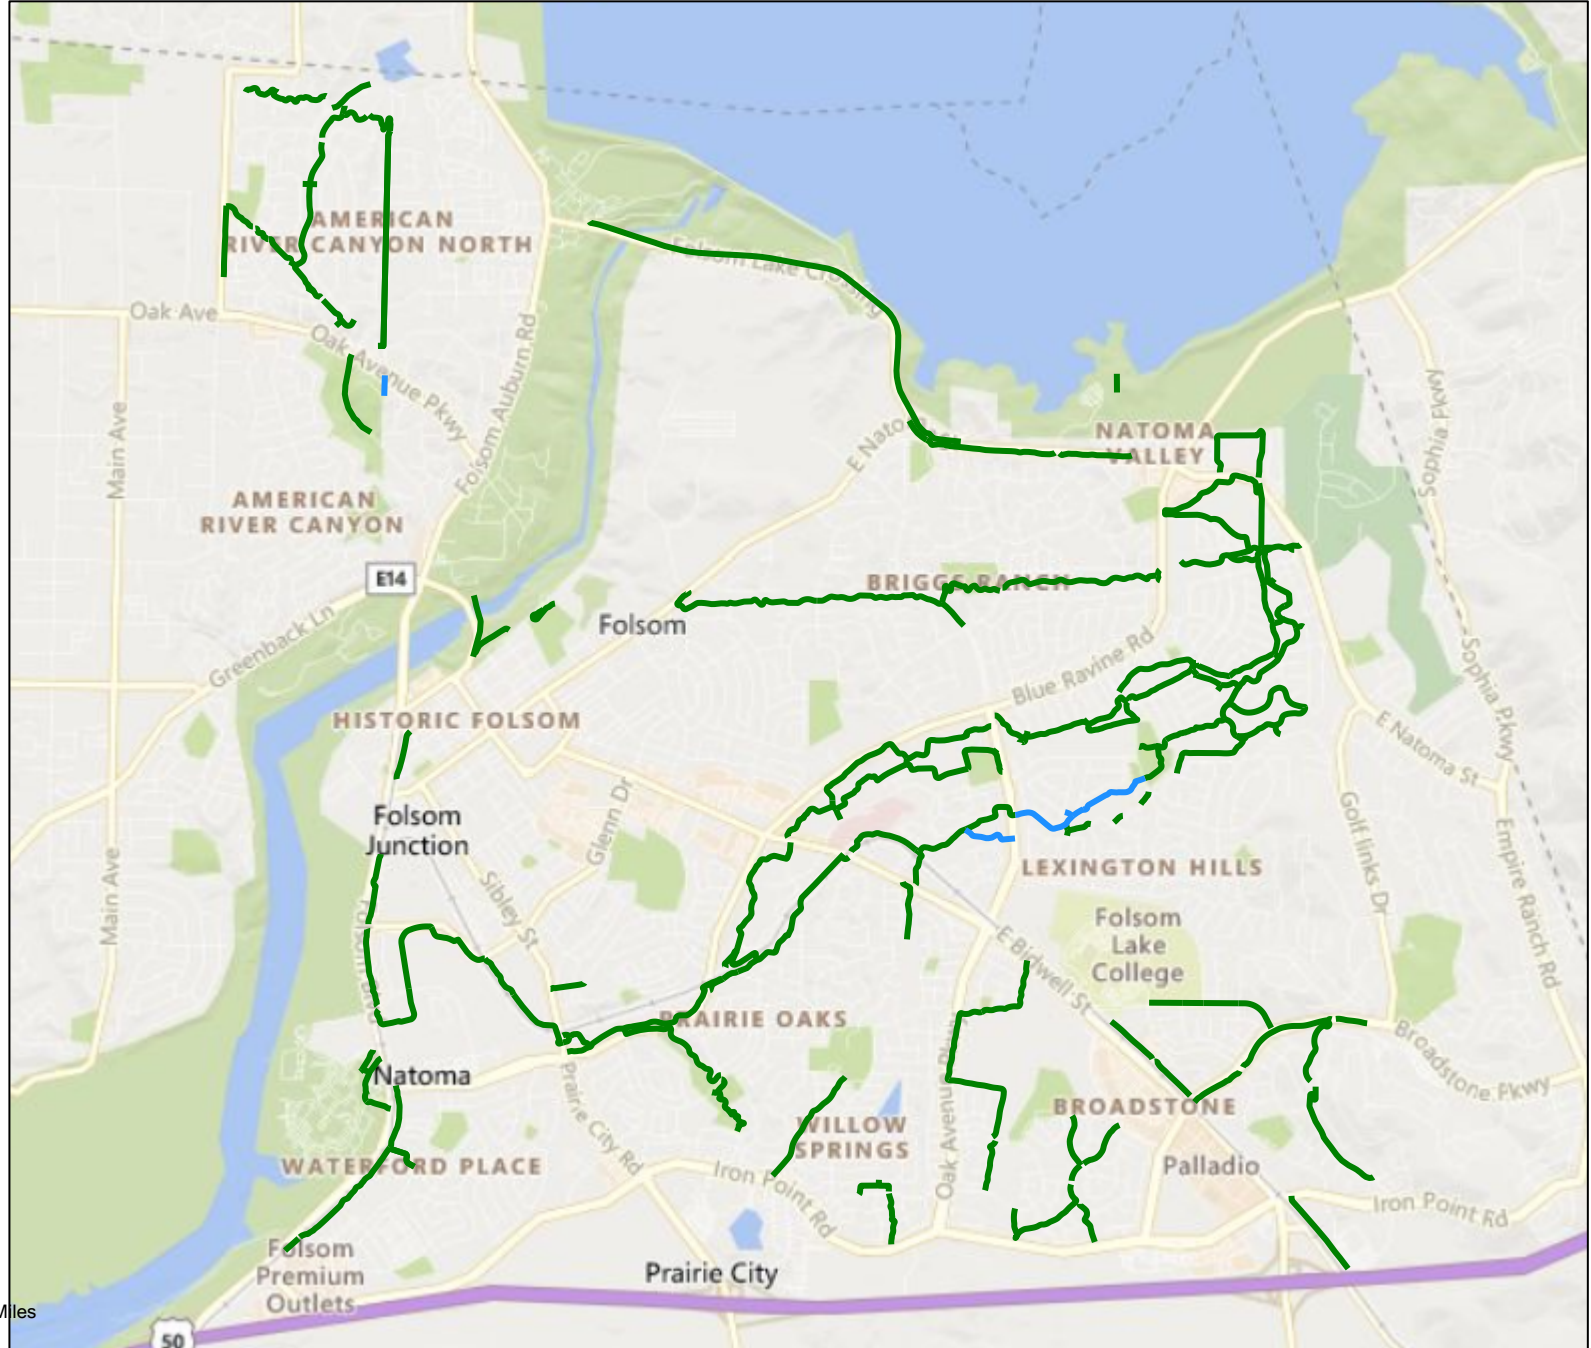 AMERICAN
RIVER CANYON NORTH
Folsom Lake Crossing
Oak Ave
Oak Avenue Pkwy
Folsom Auburn Rd
Main Ave
Sophia Pkwy
E Nato
NATOMA
VALLEY
AMERICAN
RIVER CANYON
E14
BRIGGS RANCH
Greenback Ln
Folsom
Blue Ravine Rd
Sophia Pkwy
HISTORIC FOLSOM
E Natoma St
Folsom
Junction
Glenn Dr
Golf links Dr
Empire Ranch Rd
Main Ave
LEXINGTON HILLS
Sibley St
Folsom
Lake
College
E Bidwell St
PRAIRIE OAKS
Broadstone Pkwy
Natoma
Prairie City Rd
Oak Avenue Pkwy
WILLOW
SPRINGS
BROADSTONE
WATERFORD PLACE
Iron Point Rd
Palladio
Iron Point Rd
Folsom
Premium
Outlets
Prairie City
Miles
50